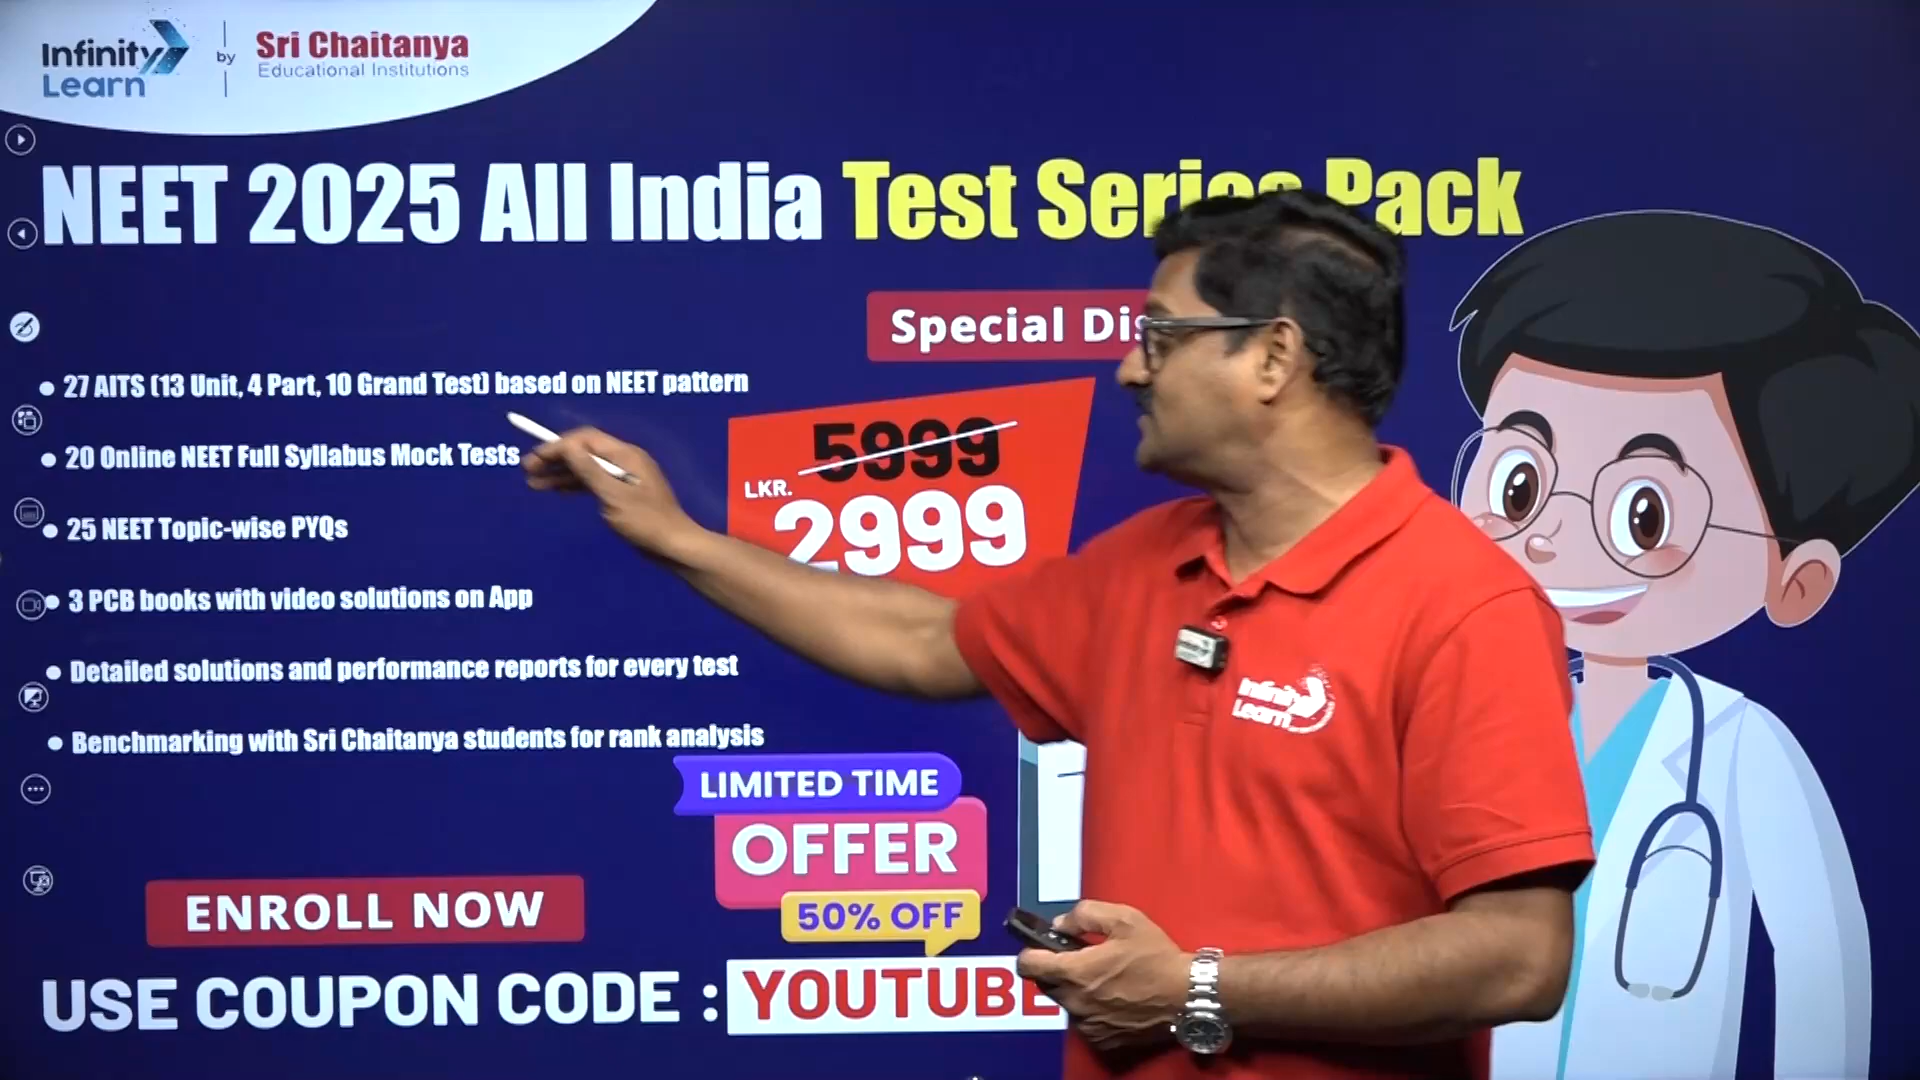 Infinity Learn
by
Sri Chaitanya
Educational Institutions
NEET 2025 All India Test Series Pack
Special
27 AITS (13 Unit, 4 Part, 10 Grand Test) based on NEET pattern
20 Online NEET Full Syllabus Mock Tests
25 NEET Topic-wise PYQs
3 PCB books with video solutions on App
Detailed solutions and performance reports for every test
Benchmarking with Sri Chaitanya students for rank analysis
5999
LKR. 2999
LIMITED TIME
OFFER
50% OFF
ENROLL NOW
USE COUPON CODE : YOUTUBE
Infinity
Learn